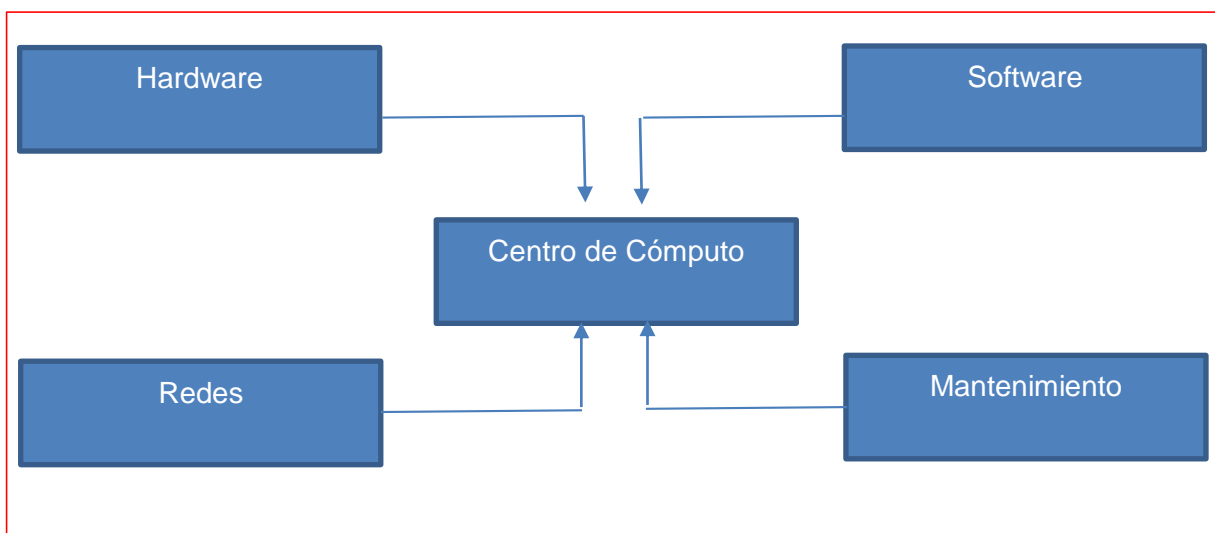 Hardware
Software
Centro de Cómputo
Redes
Mantenimiento